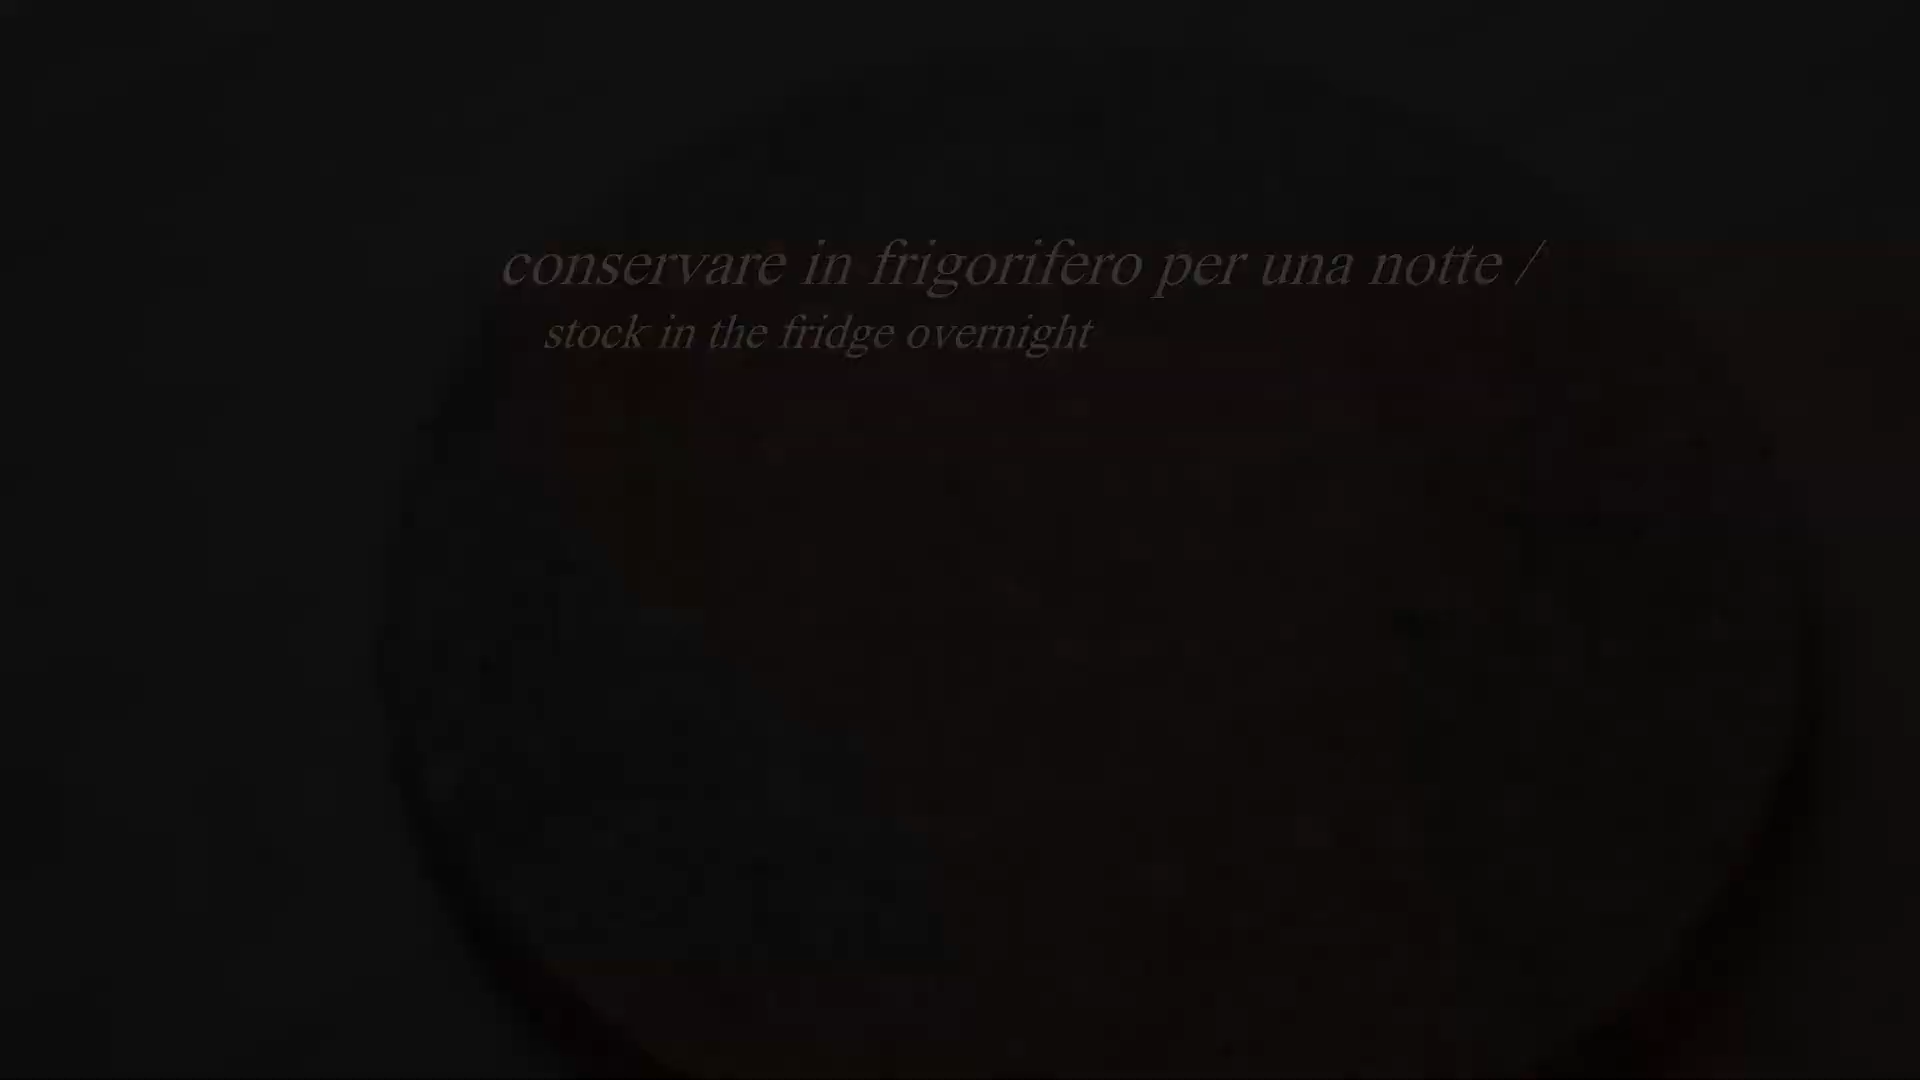 conservare in frigorifero per una notte /
stock in the fridge overnight